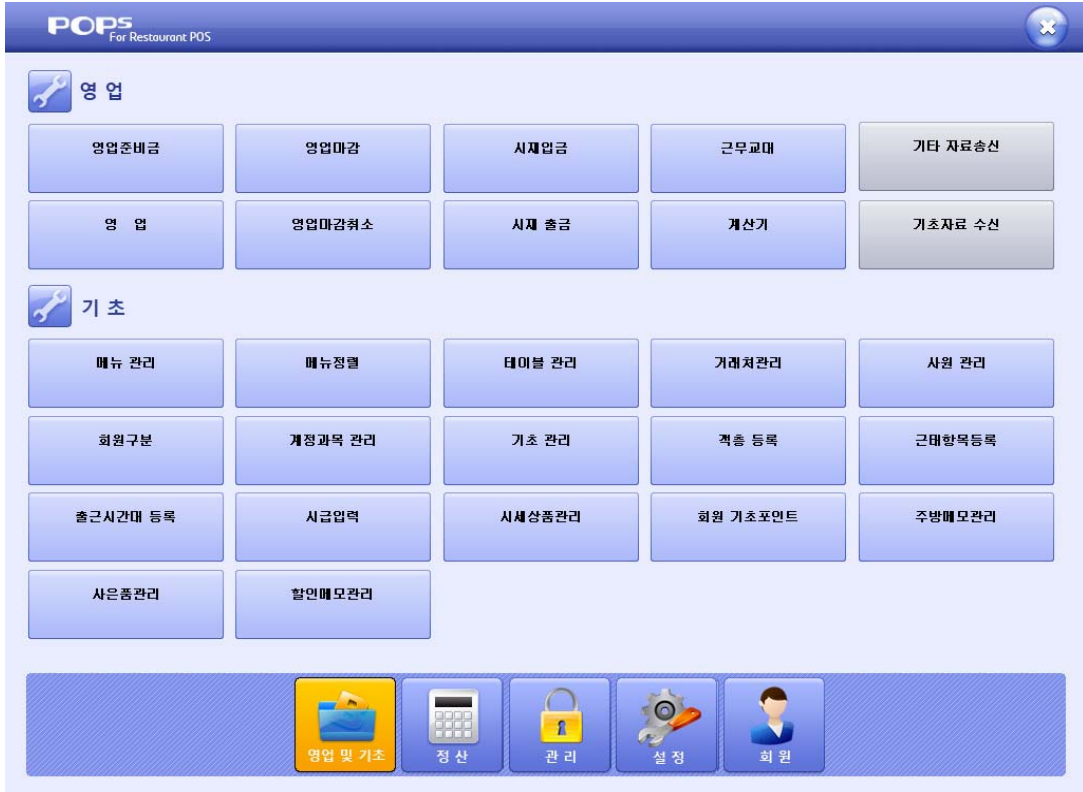 POPS
For Restaurant POS
영 업
영업준비금 영업마감 시재입금 근무교대 기타 자료송신
영 업 영업마감취소 시재 출금 계산기 기초자료 수신
기 초
메뉴 관리 메뉴정렬 테이블 관리 거래처관리 사원 관리
회원구분 계정과목 관리 기초 관리 객층 등록 근태항목등록
출근시간대 등록 시급입력 시세상품관리 회원 기초포인트 주방메모관리
사은품관리 할인메모관리
영업 및 기초 정 산 관 리 설 정 회 원